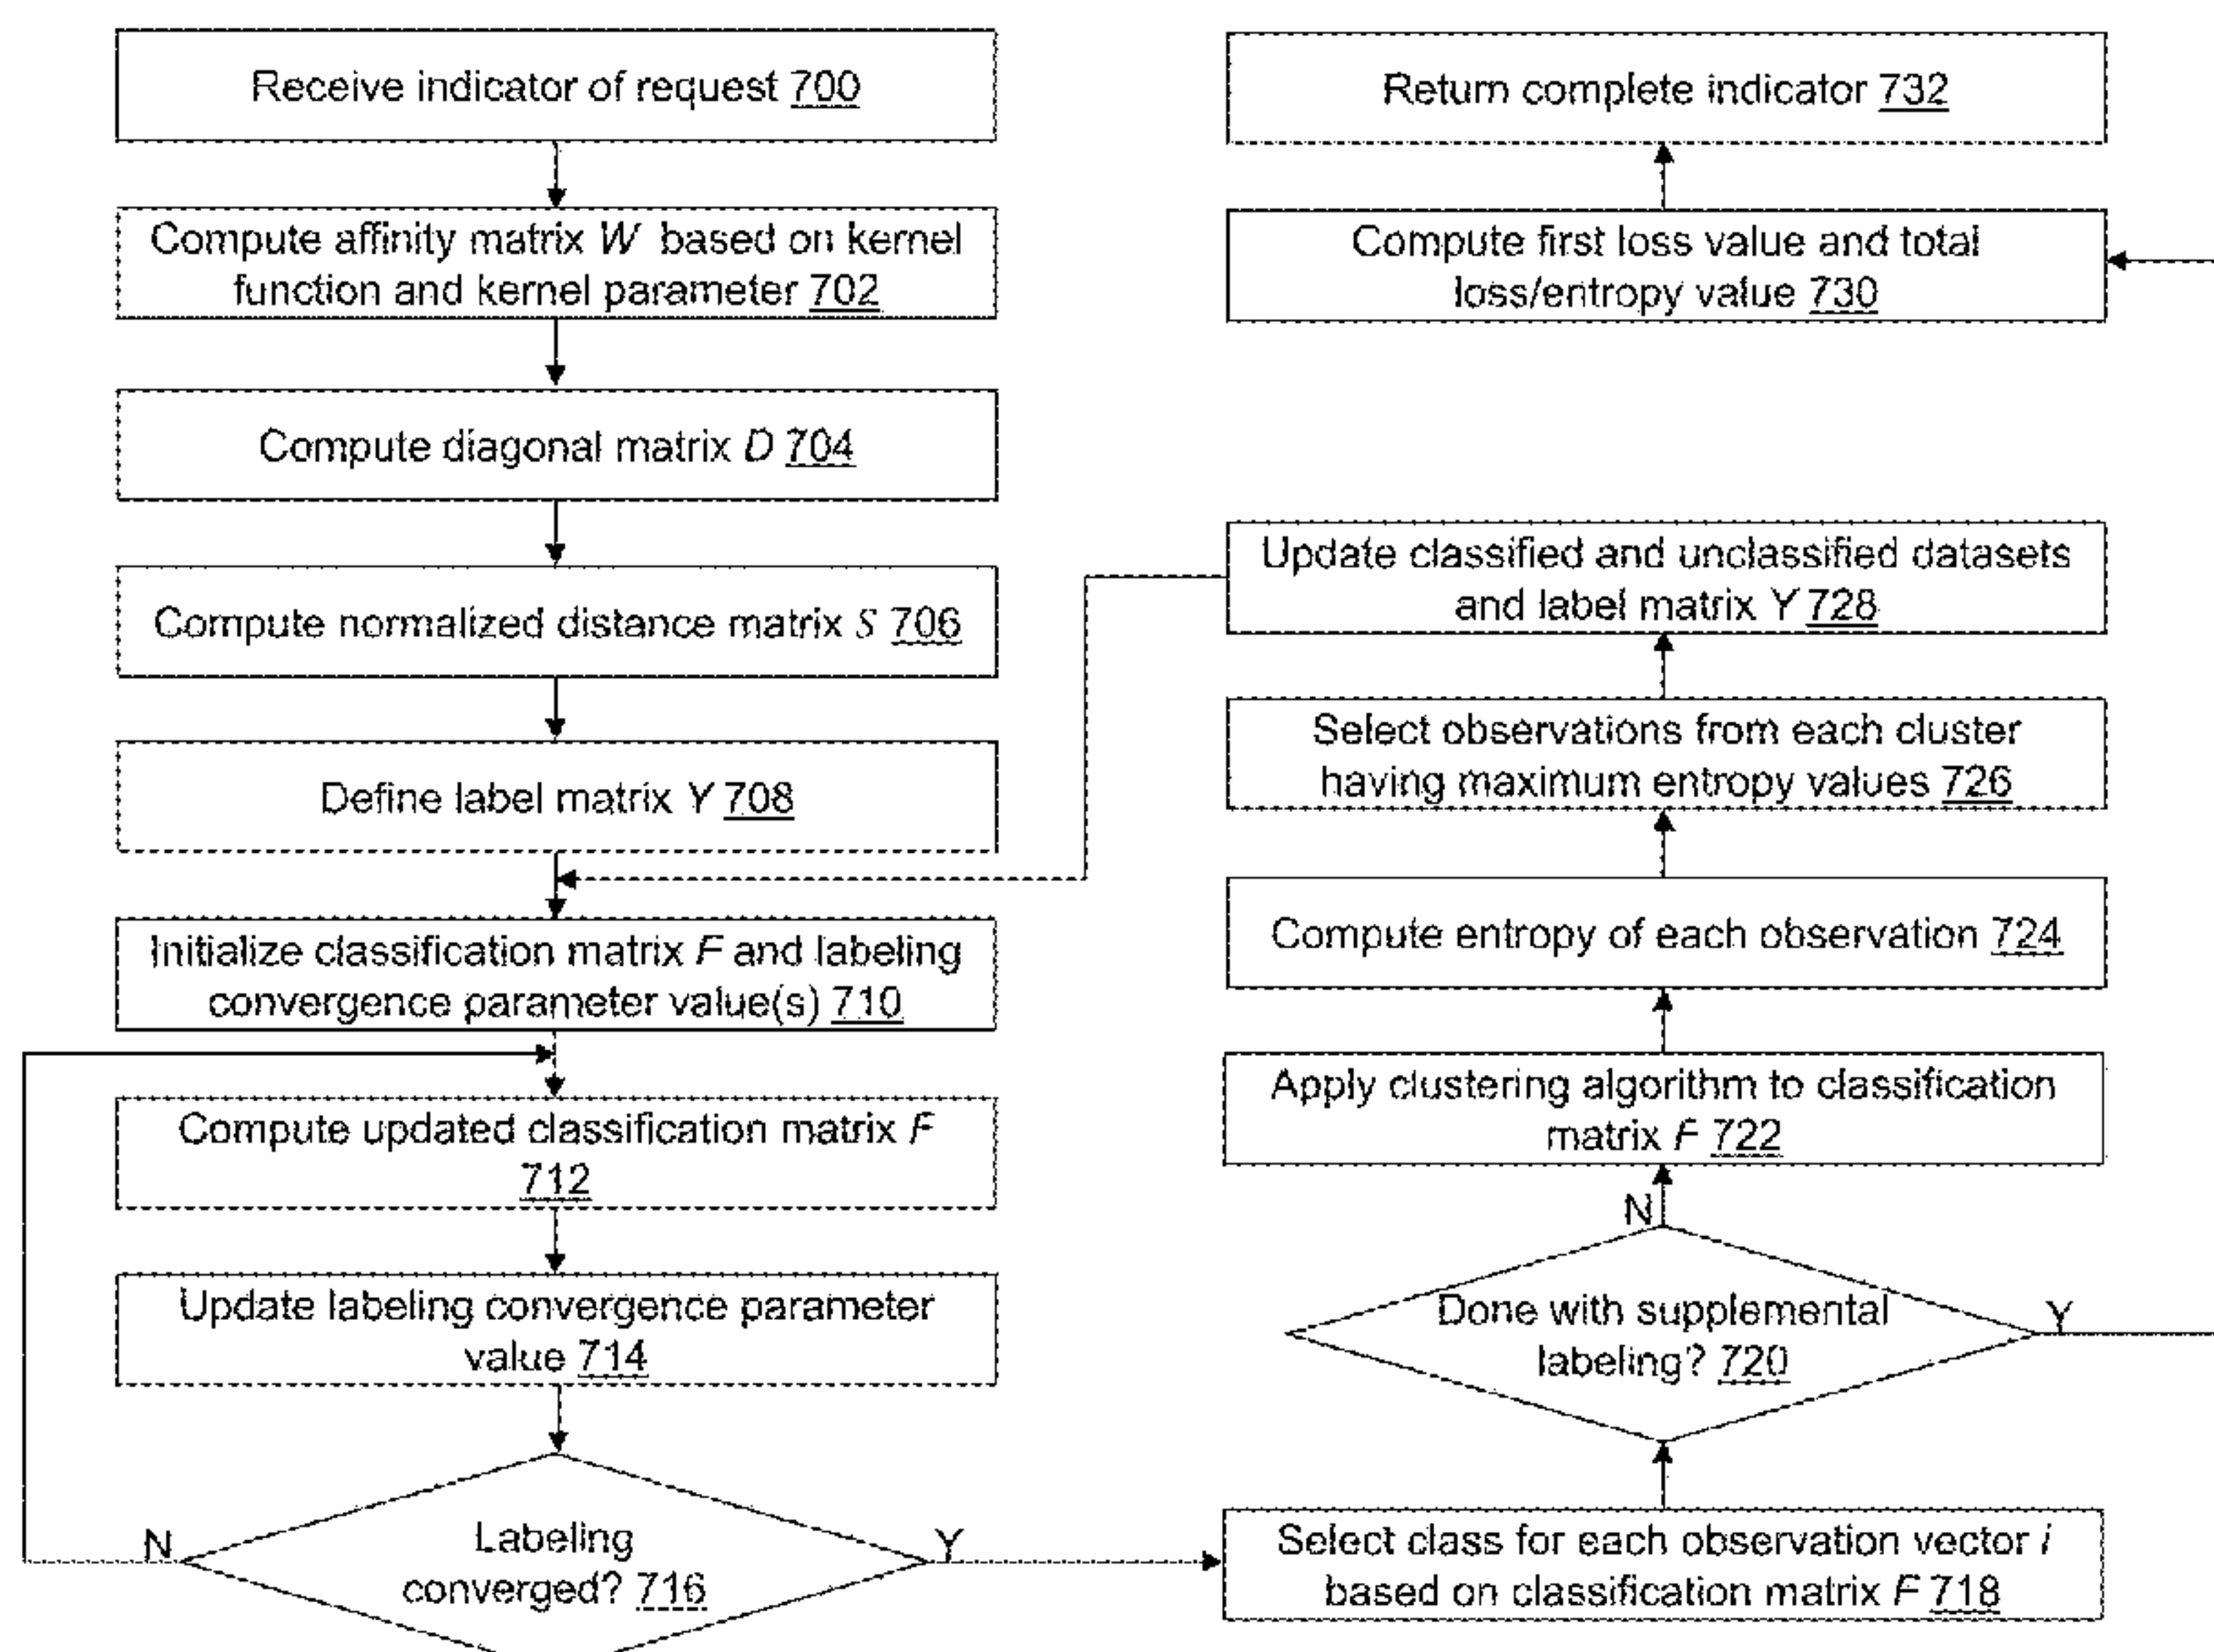 Receive indicator of request 700
Compute affinity matrix W based on kernel
function and kernel parameter 702
Compute diagonal matrix D 704
Compute normalized distance matrix S 706
Define label matrix Y 708
Initialize classification matrix F and labeling
convergence parameter value(s) 710
Compute updated classification matrix F
712
Update labeling convergence parameter
value 714
N
Labeling
converged? 716
Y
Return complete indicator 732
Compute first loss value and total
loss/entropy value 730
Update classified and unclassified datasets
and label matrix Y 728
Select observations from each cluster
having maximum entropy values 726
Compute entropy of each observation 724
Apply clustering algorithm to classification
matrix F 722
N
Done with supplemental
labeling? 720
Y
Select class for each observation vector i
based on classification matrix F 718